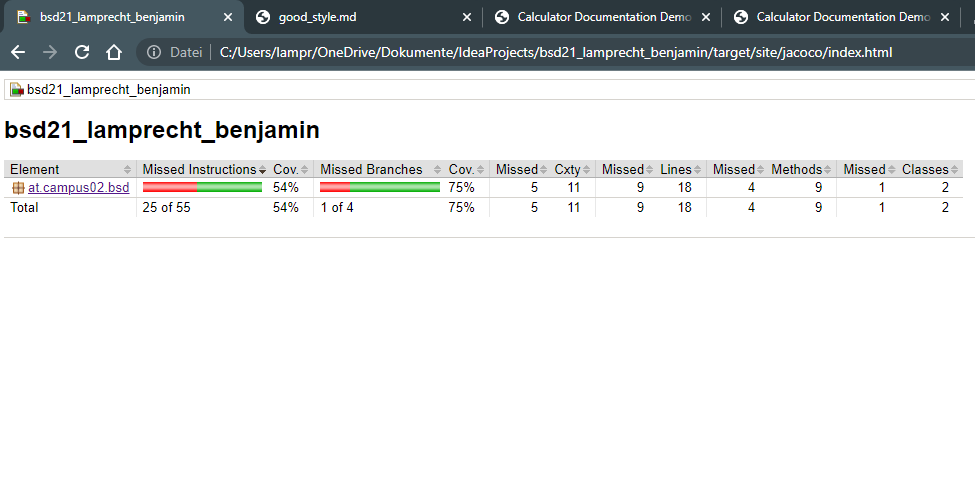 bsd21_lamprecht_benjamin
good_style.md
Calculator Documentation Demo
Calculator Documentation Demo
Datei C:/Users/lampr/OneDrive/Dokumente/IdeaProjects/bsd21_lamprecht_benjamin/target/site/jacoco/index.html
bsd21_lamprecht_benjamin
bsd21_lamprecht_benjamin
Element Missed Instructions Cov. Missed Branches Cov. Missed Cxty Missed Lines Missed Methods Missed Classes
at.campus02.bsd 54% 75% 5 11 9 18 4 9 1 2
Total 25 of 55 54% 1 of 4 75% 5 11 9 18 4 9 1 2